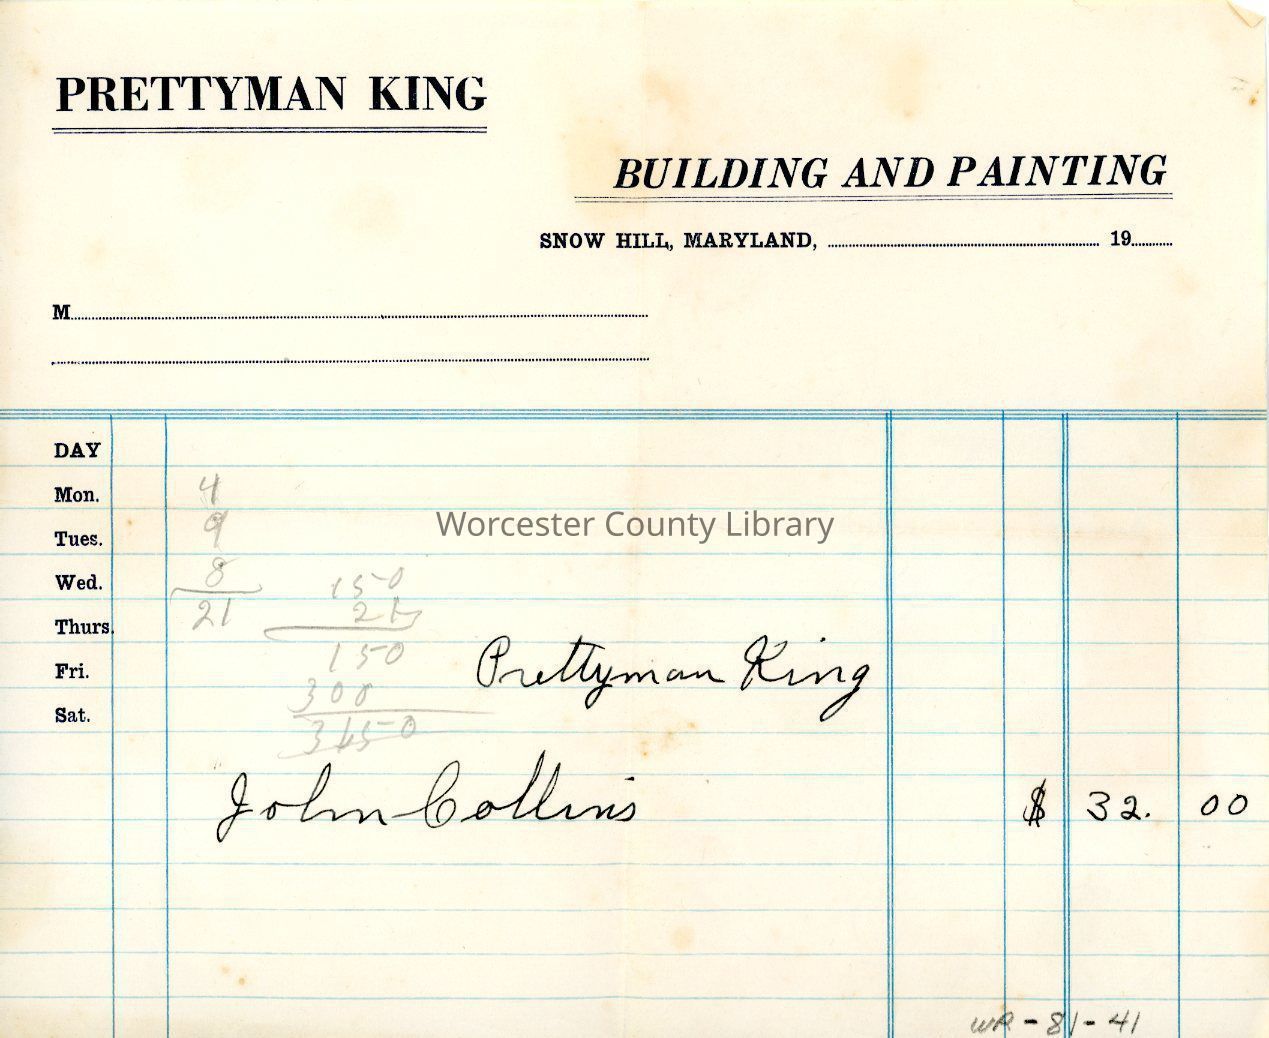 PRETTYMAN KING
BUILDING AND PAINTING
SNOW HILL, MARYLAND, 19
M
DAY
Mon. 4
Tues. 9
Worcester County Library
Wed. 8 150
Thurs. 21 21
150
Fri. Prettyman King
300
Sat. 3150
John Collins $ 32. 00
WR-81-41